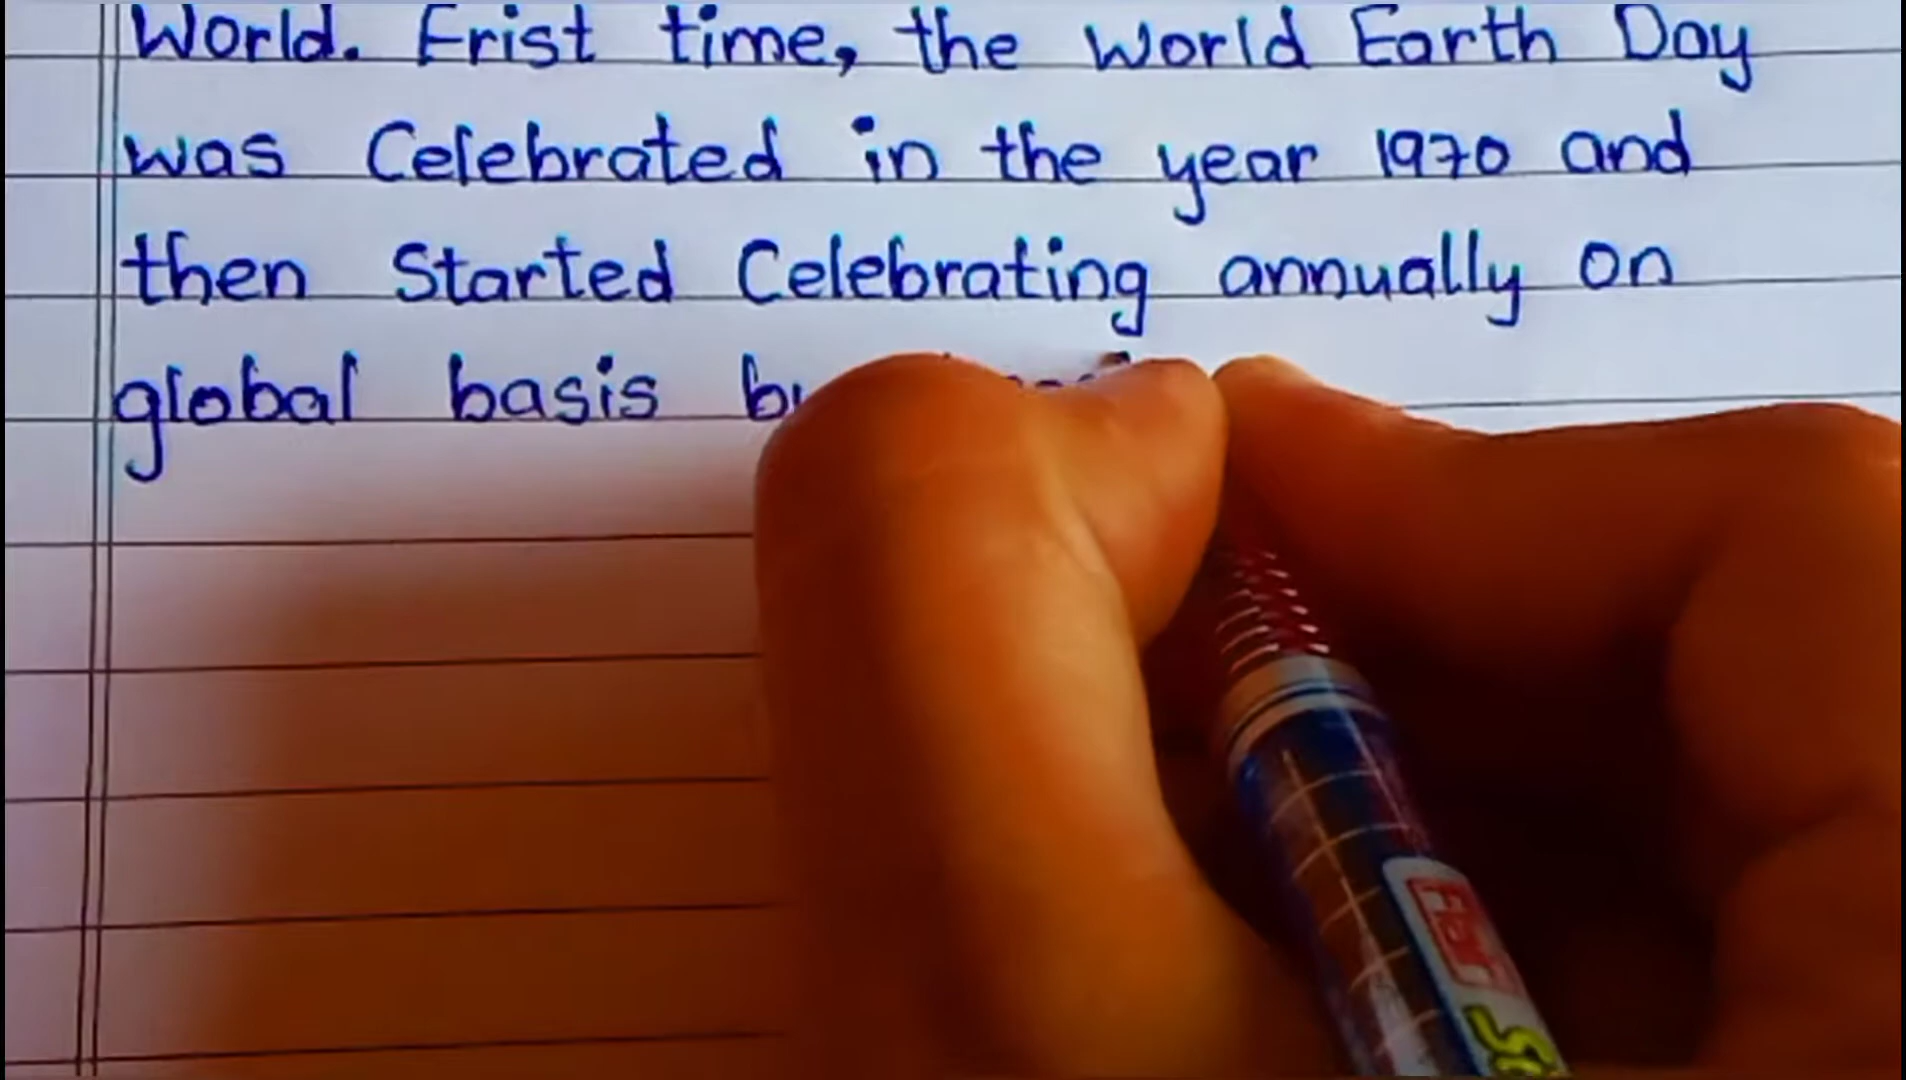 World. Frist time, the World Earth Day
was Celebrated in the year 1970 and
then Started Celebrating annually on
global basis